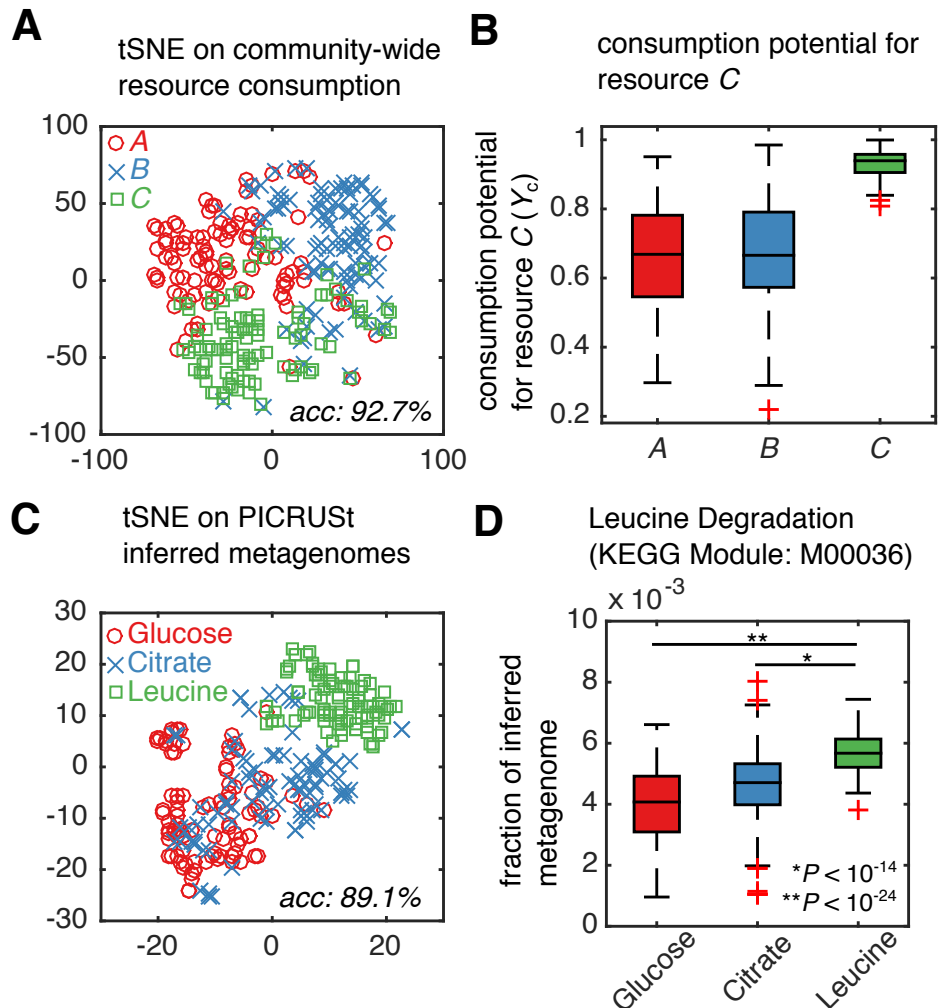 A
tSNE on community-wide
resource consumption
100
50
0
-50
-100
-100
0
100
A
B
C
acc: 92.7%
B
consumption potential for
resource C
consumption potential
for resource C (Yc)
1
0.8
0.6
0.4
0.2
A
B
C
C
tSNE on PICRUSt
inferred metagenomes
30
20
10
0
-10
-20
-30
-20
0
20
Glucose
Citrate
Leucine
acc: 89.1%
D
Leucine Degradation
(KEGG Module: M00036)
x 10-3
fraction of inferred
metagenome
10
8
6
4
2
0
**
*
*P < 10-14
**P < 10-24
Glucose
Citrate
Leucine